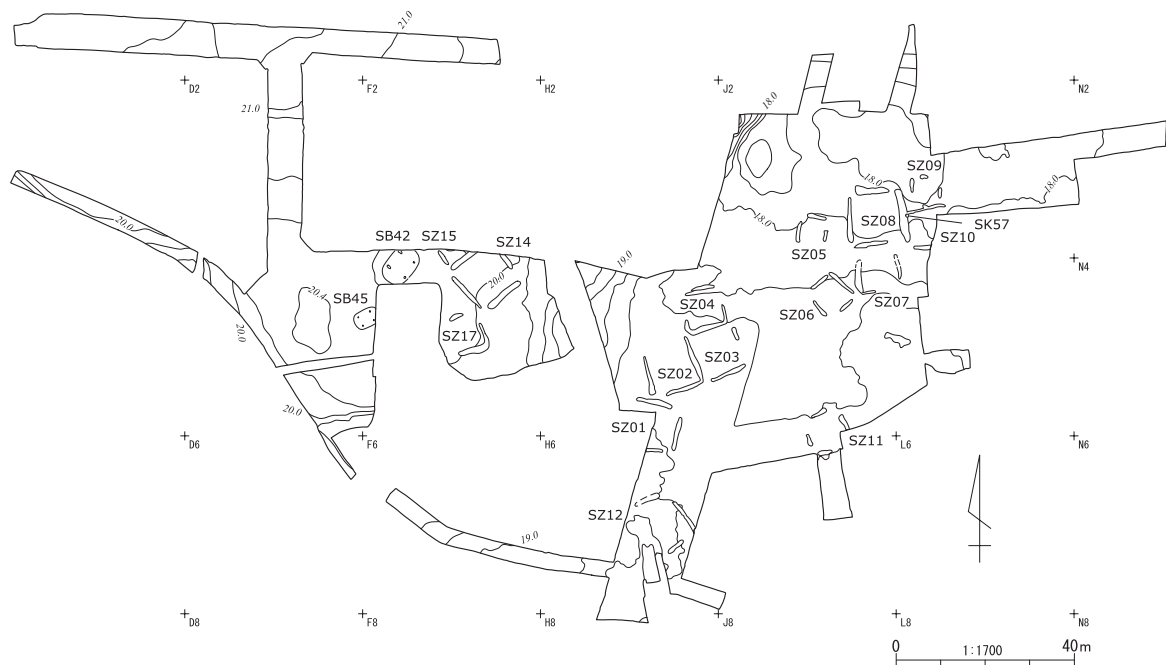 21.0
D2
F2
H2
J2
N2
21.0
18.0
SZ09
18.0
18.0
18.0
SZ08
SK57
SZ10
SZ05
20.0
SB42
SZ15
SZ14
19.0
N4
20.0
20.4
SB45
SZ04
SZ07
SZ06
20.0
SZ17
SZ03
SZ02
20.0
SZ01
SZ11
D6
F6
H6
L6
N6
SZ12
19.0
D8
F8
H8
J8
L8
N8
0
1:1700
40m